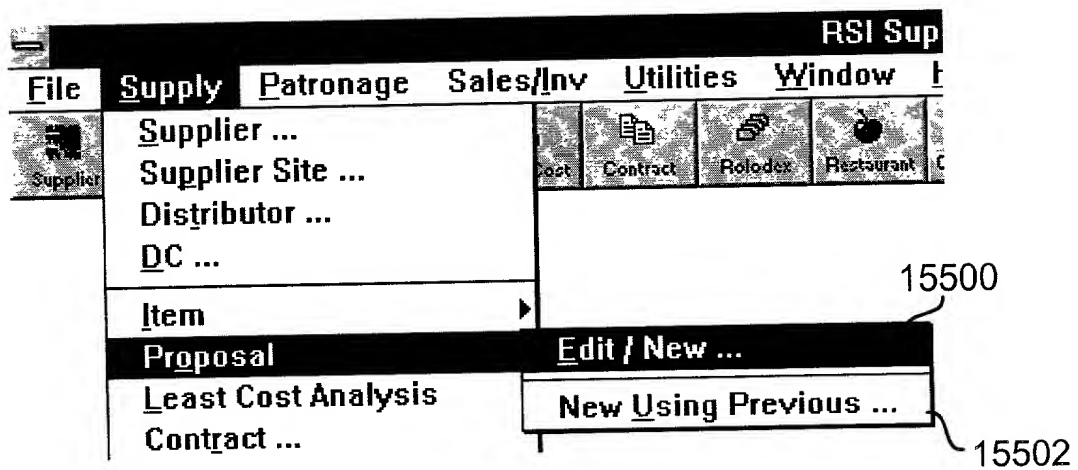 RSI Sup
File Supply Patronage Sales/Inv Utilities Window
Supplier Cost Contract Rolodex Restaurant
Supplier ...
Supplier Site ...
Distributor ...
DC ...
15500
Item
Proposal Edit / New ...
Least Cost Analysis New Using Previous ...
Contract ...
15502